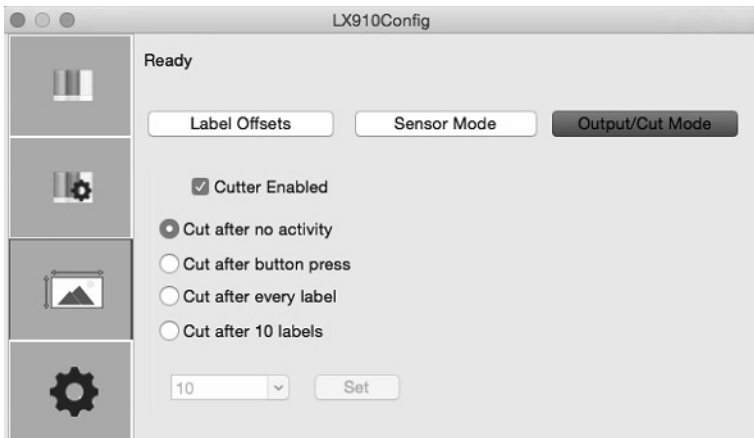 LX910Config
Ready
Label Offsets Sensor Mode Output/Cut Mode
Cutter Enabled
Cut after no activity
Cut after button press
Cut after every label
Cut after 10 labels
10 Set